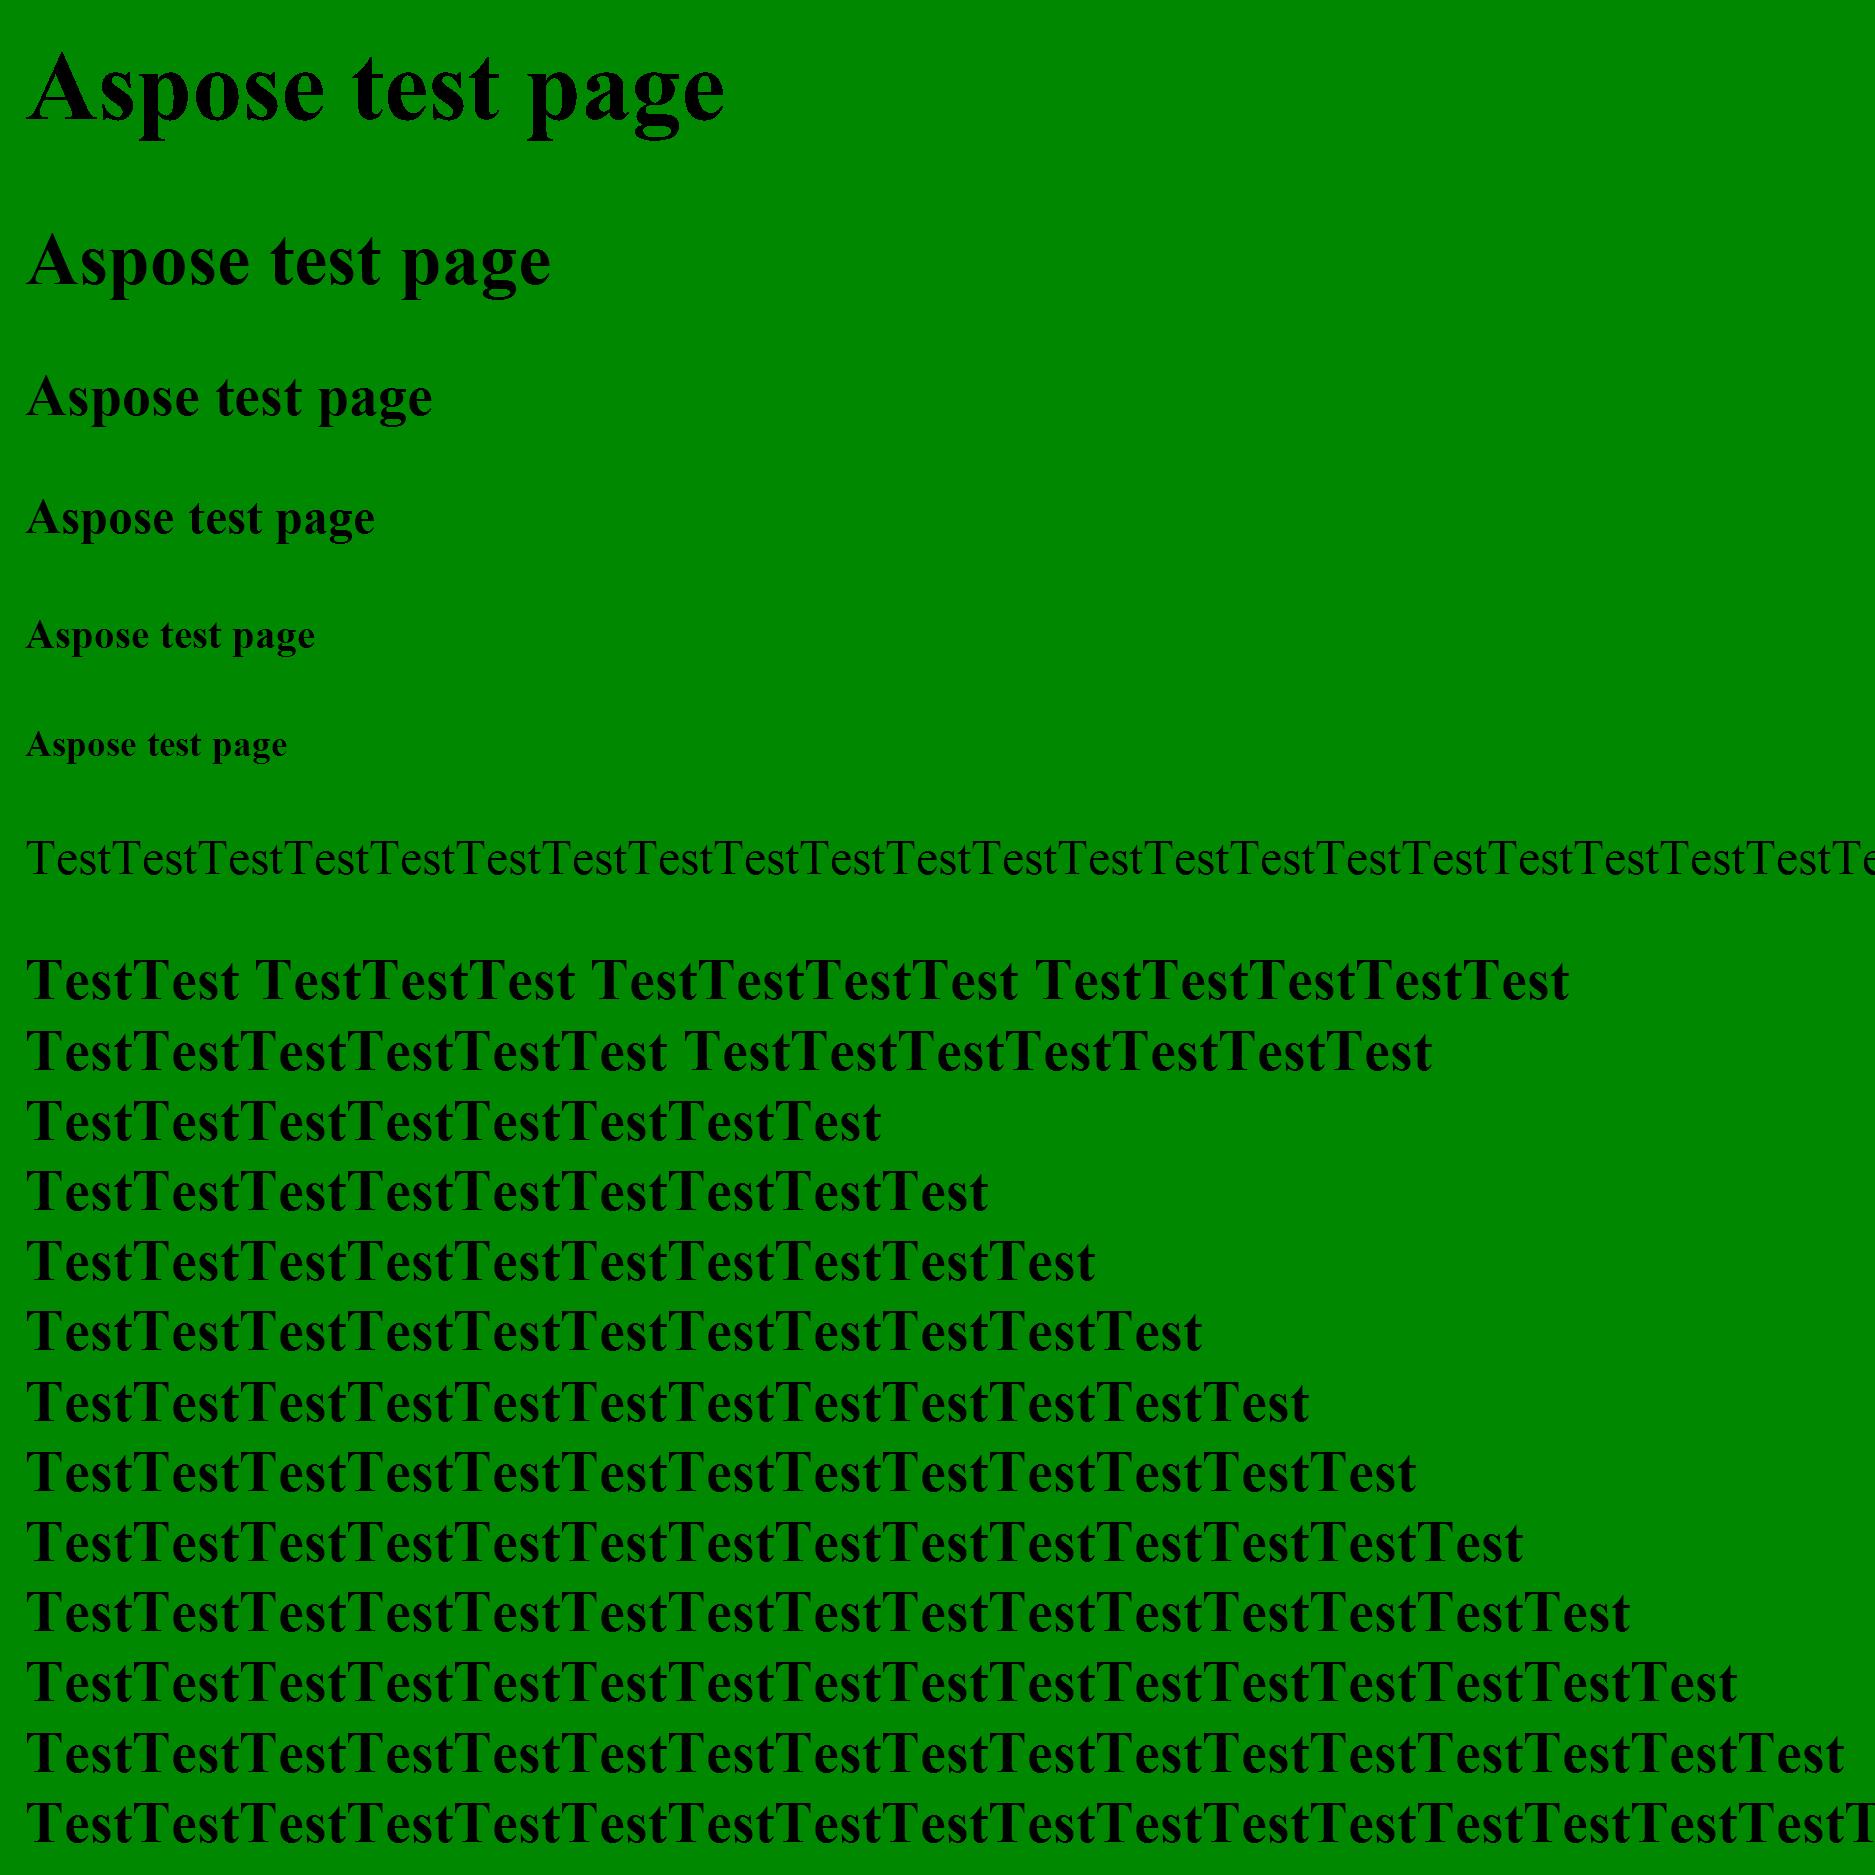 Aspose test page
Aspose test page
Aspose test page
Aspose test page
Aspose test page
Aspose test page
TestTestTestTestTestTestTestTestTestTestTestTestTestTestTestTestTestTestTestTestTestTe
TestTest TestTestTest TestTestTestTest TestTestTestTestTest
TestTestTestTestTestTest TestTestTestTestTestTestTest
TestTestTestTestTestTestTestTest
TestTestTestTestTestTestTestTestTest
TestTestTestTestTestTestTestTestTestTest
TestTestTestTestTestTestTestTestTestTestTest
TestTestTestTestTestTestTestTestTestTestTestTest
TestTestTestTestTestTestTestTestTestTestTestTestTest
TestTestTestTestTestTestTestTestTestTestTestTestTestTest
TestTestTestTestTestTestTestTestTestTestTestTestTestTestTest
TestTestTestTestTestTestTestTestTestTestTestTestTestTestTestTest
TestTestTestTestTestTestTestTestTestTestTestTestTestTestTestTestTest
TestTestTestTestTestTestTestTestTestTestTestTestTestTestTestTestTestT